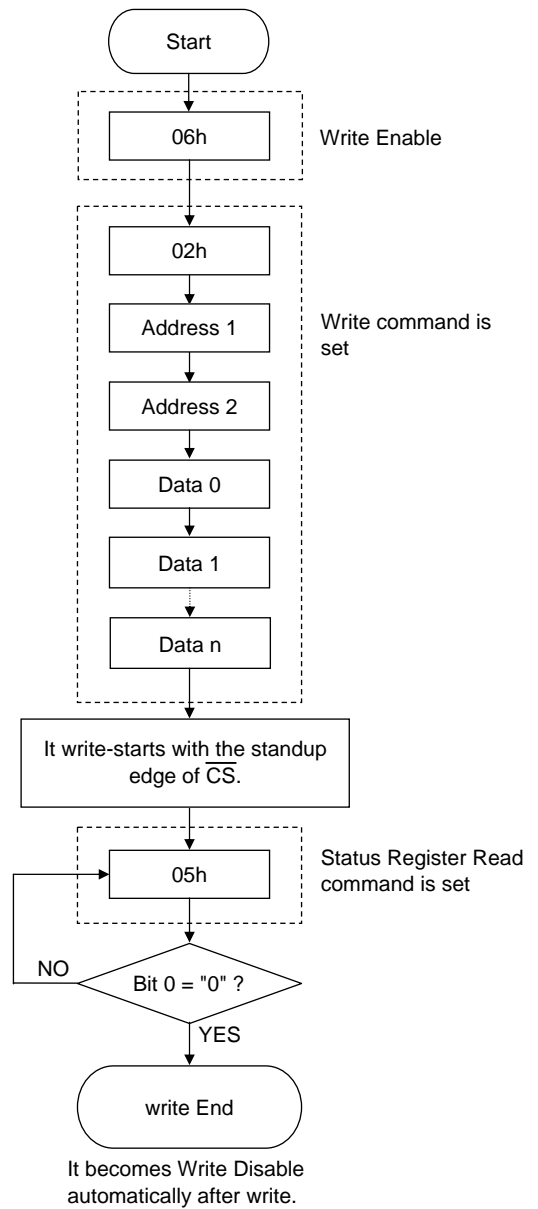 Start
06h
Write Enable
02h
Address 1
Write command is
set
Address 2
Data 0
Data 1
Data n
It write-starts with the standup
edge of C̅S̅.
05h
Status Register Read
command is set
NO
Bit 0 = "0" ?
YES
write End
It becomes Write Disable
automatically after write.